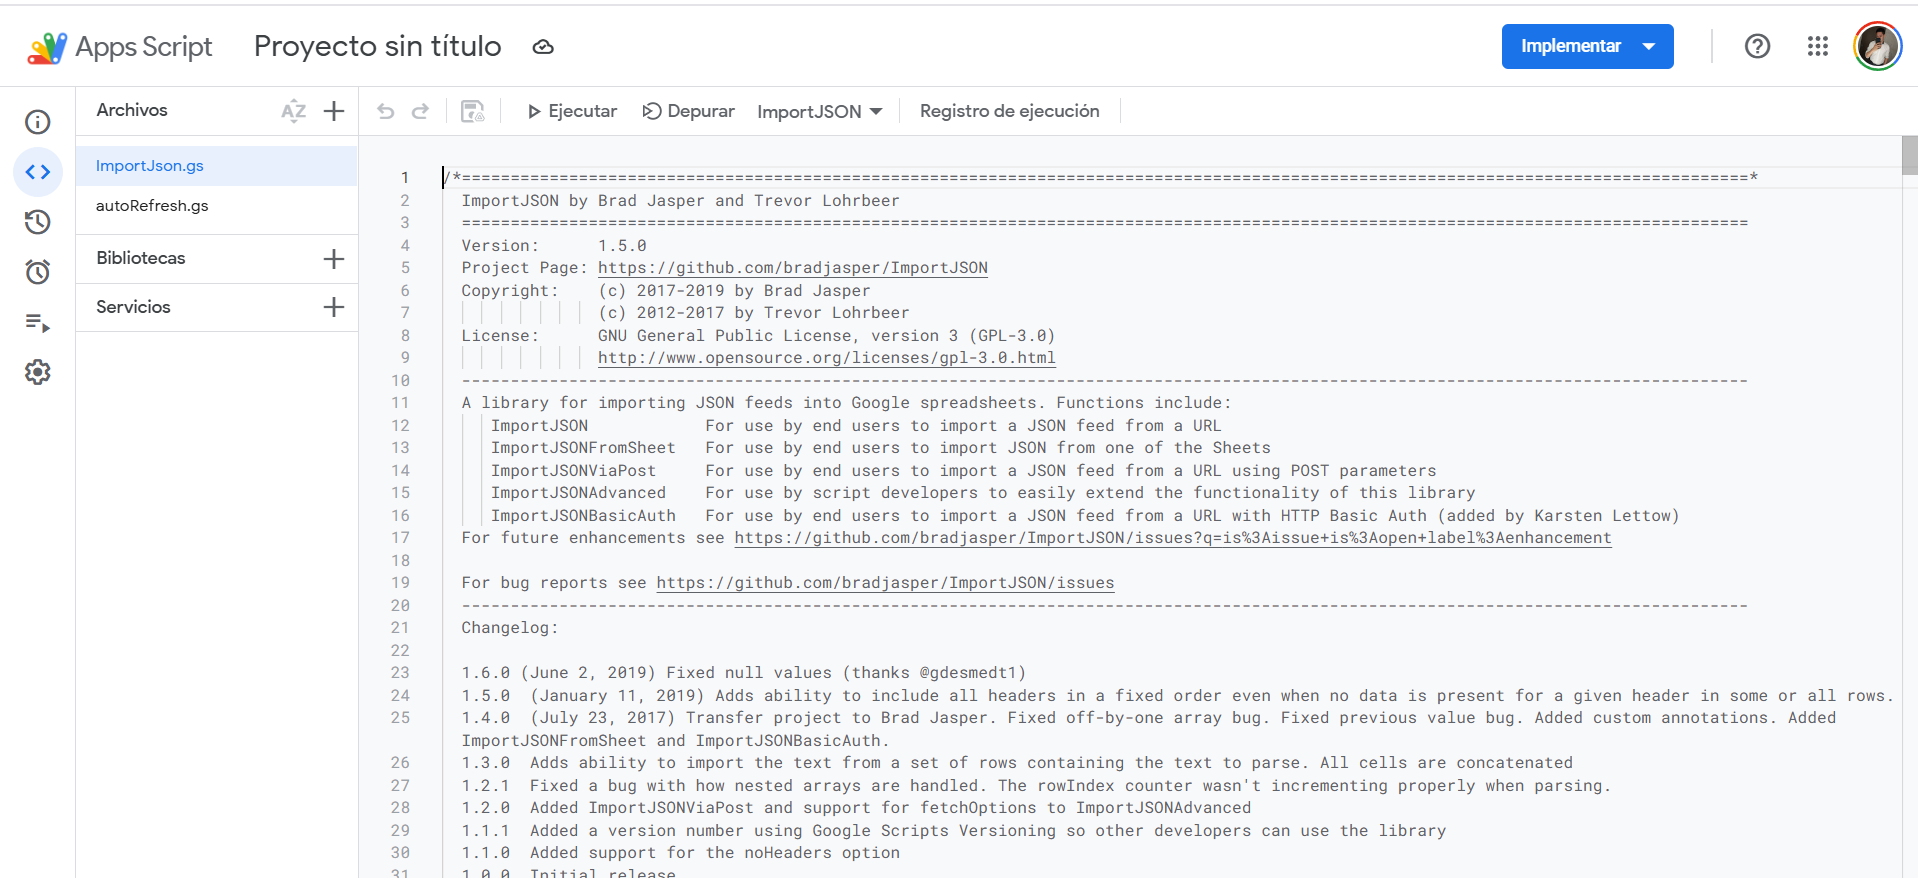 Apps Script
Proyecto sin título
Implementar
Archivos
AZ
Ejecutar
Depurar
ImportJSON
Registro de ejecución
ImportJson.gs
autoRefresh.gs
Bibliotecas
Servicios
1 /*====================================================================================================================================*
2 ImportJSON by Brad Jasper and Trevor Lohrbeer
3 ====================================================================================================================================
4 Version: 1.5.0
5 Project Page: https://github.com/bradjasper/ImportJSON
6 Copyright: (c) 2017-2019 by Brad Jasper
7 (c) 2012-2017 by Trevor Lohrbeer
8 License: GNU General Public License, version 3 (GPL-3.0)
9 http://www.opensource.org/licenses/gpl-3.0.html
10 ------------------------------------------------------------------------------------------------------------------------------------
11 A library for importing JSON feeds into Google spreadsheets. Functions include:
12 ImportJSON For use by end users to import a JSON feed from a URL
13 ImportJSONFromSheet For use by end users to import JSON from one of the Sheets
14 ImportJSONViaPost For use by end users to import a JSON feed from a URL using POST parameters
15 ImportJSONAdvanced For use by script developers to easily extend the functionality of this library
16 ImportJSONBasicAuth For use by end users to import a JSON feed from a URL with HTTP Basic Auth (added by Karsten Lettow)
17 For future enhancements see https://github.com/bradjasper/ImportJSON/issues?q=is%3Aissue+is%3Aopen+label%3Aenhancement
18
19 For bug reports see https://github.com/bradjasper/ImportJSON/issues
20 ------------------------------------------------------------------------------------------------------------------------------------
21 Changelog:
22
23 1.6.0 (June 2, 2019) Fixed null values (thanks @gdesmedt1)
24 1.5.0 (January 11, 2019) Adds ability to include all headers in a fixed order even when no data is present for a given header in some or all rows.
25 1.4.0 (July 23, 2017) Transfer project to Brad Jasper. Fixed off-by-one array bug. Fixed previous value bug. Added custom annotations. Added
ImportJSONFromSheet and ImportJSONBasicAuth.
26 1.3.0 Adds ability to import the text from a set of rows containing the text to parse. All cells are concatenated
27 1.2.1 Fixed a bug with how nested arrays are handled. The rowIndex counter wasn't incrementing properly when parsing.
28 1.2.0 Added ImportJSONViaPost and support for fetchOptions to ImportJSONAdvanced
29 1.1.1 Added a version number using Google Scripts Versioning so other developers can use the library
30 1.1.0 Added support for the noHeaders option
31 1.0.0 Initial release